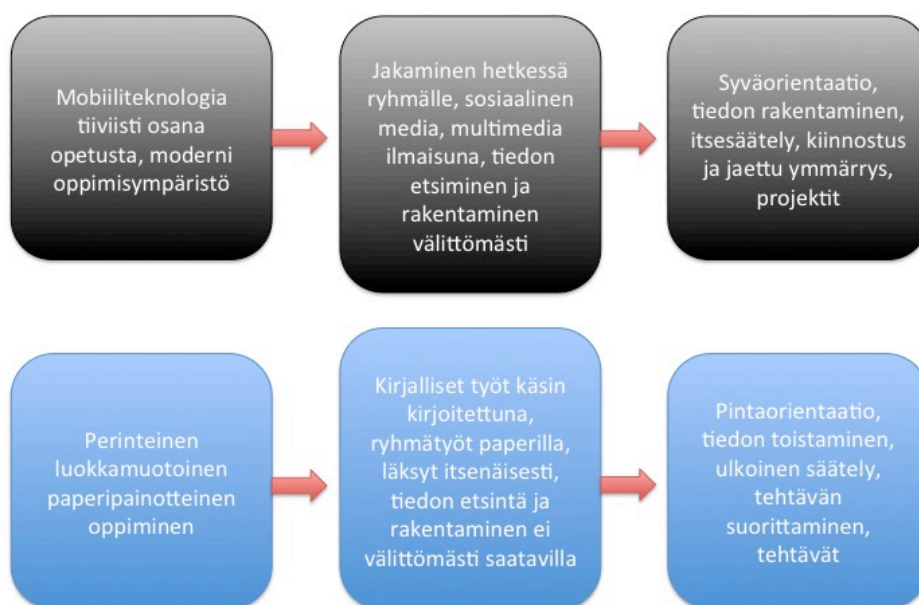 Mobiiliteknologia
tiiviisti osana
opetusta, moderni
oppimisympäristö
Jakaminen hetkessä
ryhmälle, sosiaalinen
media, multimedia
ilmaisuna, tiedon
etsiminen ja
rakentaminen
välittömästi
Syväorientaatio,
tiedon rakentaminen,
itsesäätely, kiinnostus
ja jaettu ymmärrys,
projektit
Perinteinen
luokkamuotoinen
paperipainotteinen
oppiminen
Kirjalliset työt käsin
kirjoitettuna,
ryhmätyöt paperilla,
läksyt itsenäisesti,
tiedon etsintä ja
rakentaminen ei
välittömästi saatavilla
Pintaorientaatio,
tiedon toistaminen,
ulkoinen säätely,
tehtävän
suorittaminen,
tehtävät